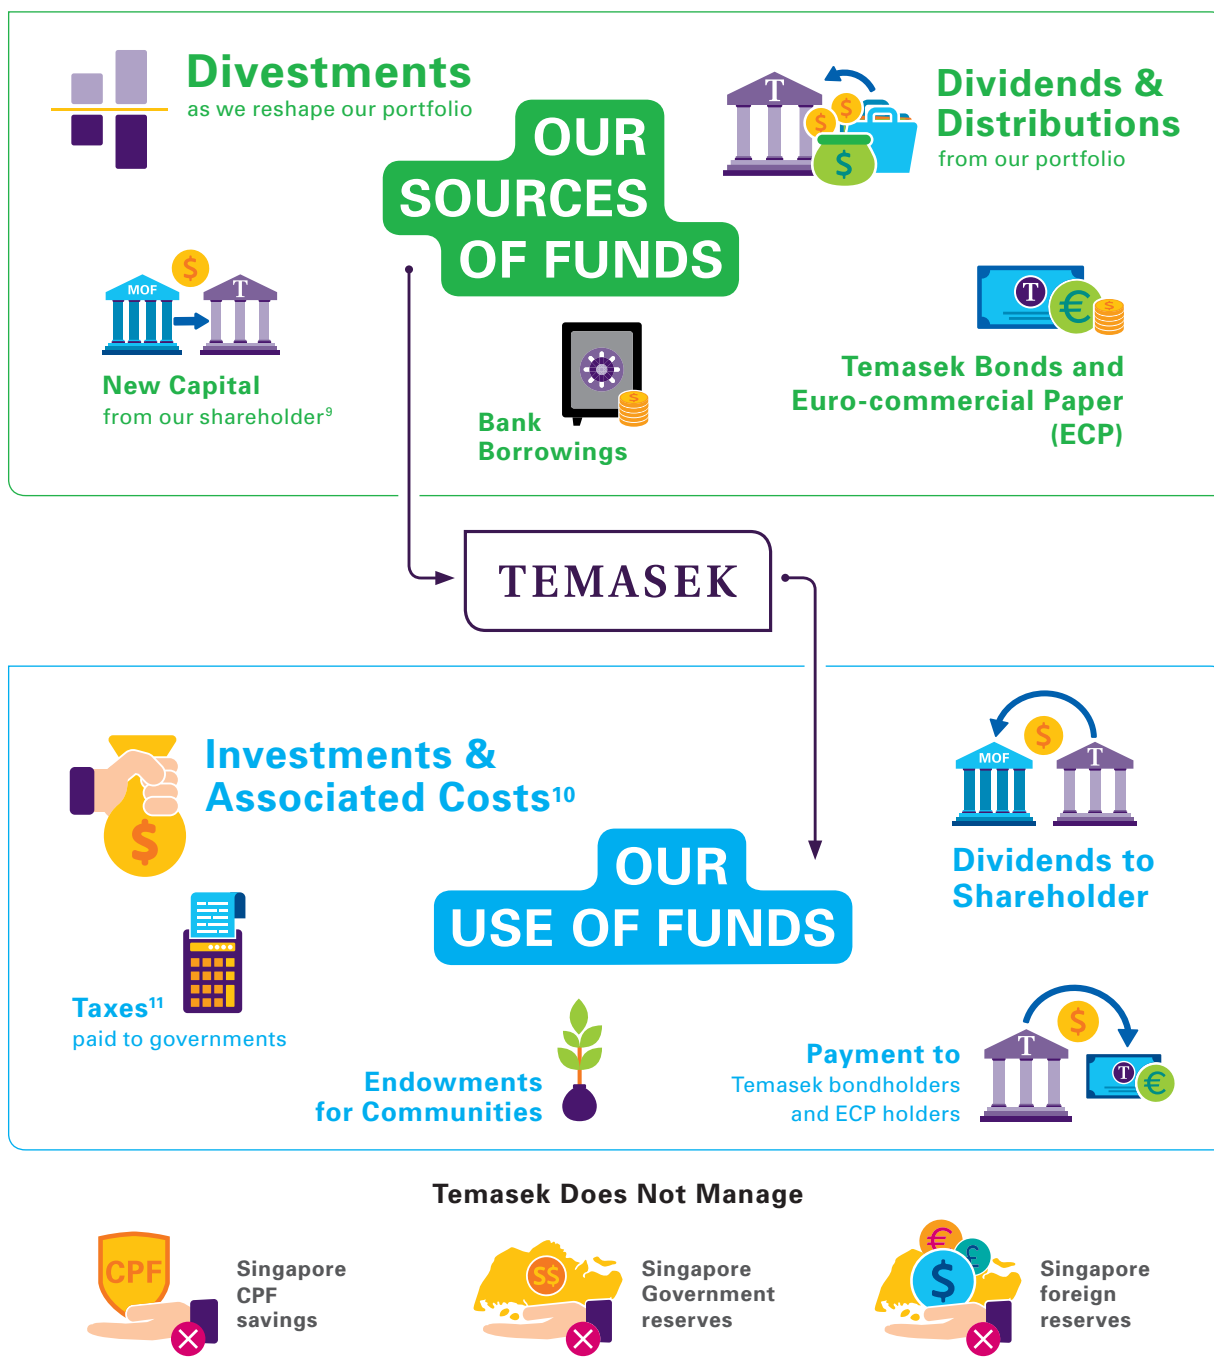 Divestments
as we reshape our portfolio
OUR
SOURCES
OF FUNDS
T
$
$
$
Dividends &
Distributions
from our portfolio
$
MOF
T
New Capital
from our shareholder⁹
$
Bank
Borrowings
T
€
$
Temasek Bonds and
Euro-commercial Paper
(ECP)
TEMASEK
$
Investments &
Associated Costs¹⁰
$
MOF
T
Dividends to
Shareholder
OUR
USE OF FUNDS
Taxes¹¹
paid to governments
Endowments
for Communities
Payment to
Temasek bondholders
and ECP holders
$
T
T
€
Temasek Does Not Manage
CPF
Singapore
CPF
savings
S$
Singapore
Government
reserves
€
£
$
Singapore
foreign
reserves